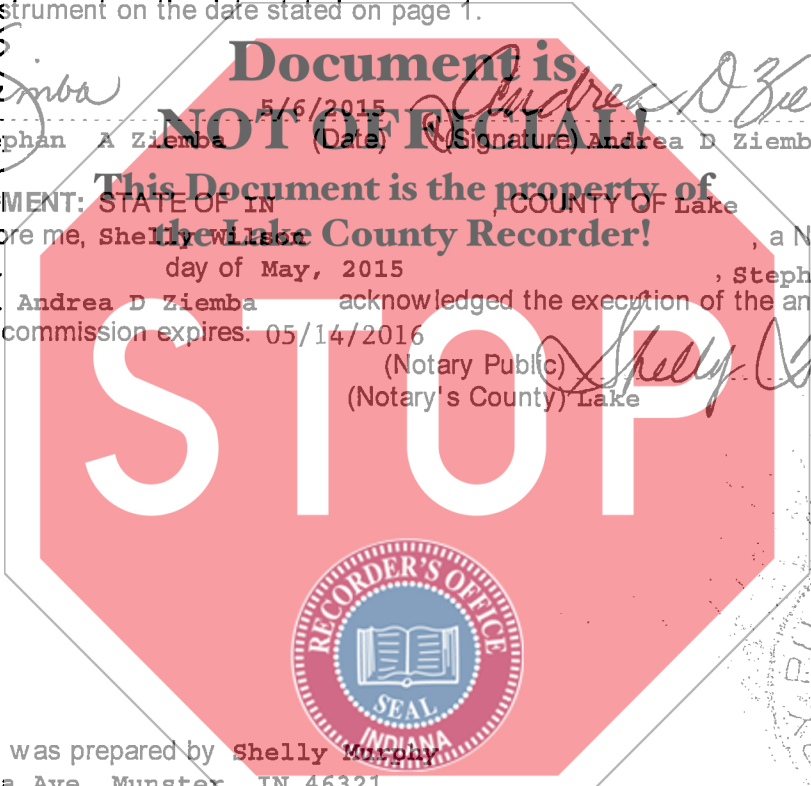 strument on the date stated on page 1.
Document is
mba 5/6/2015 Andrea D Zie
NOT OFFICIAL!
phan A Ziemba (Date) (Signature) Andrea D Ziemb
This Document is the property of
MENT: STATE OF IN , COUNTY OF Lake
the Lake County Recorder!
ore me, Shelly Wilson , a N
day of May, 2015 , Steph
Andrea D Ziemba acknowledged the execution of the an
commission expires: 05/14/2016
(Notary Public) Shelly
(Notary's County) Lake
STOP
RECORDER'S OFFICE
SEAL
INDIANA
was prepared by Shelly Murphy
a Ave, Munster, IN 46321